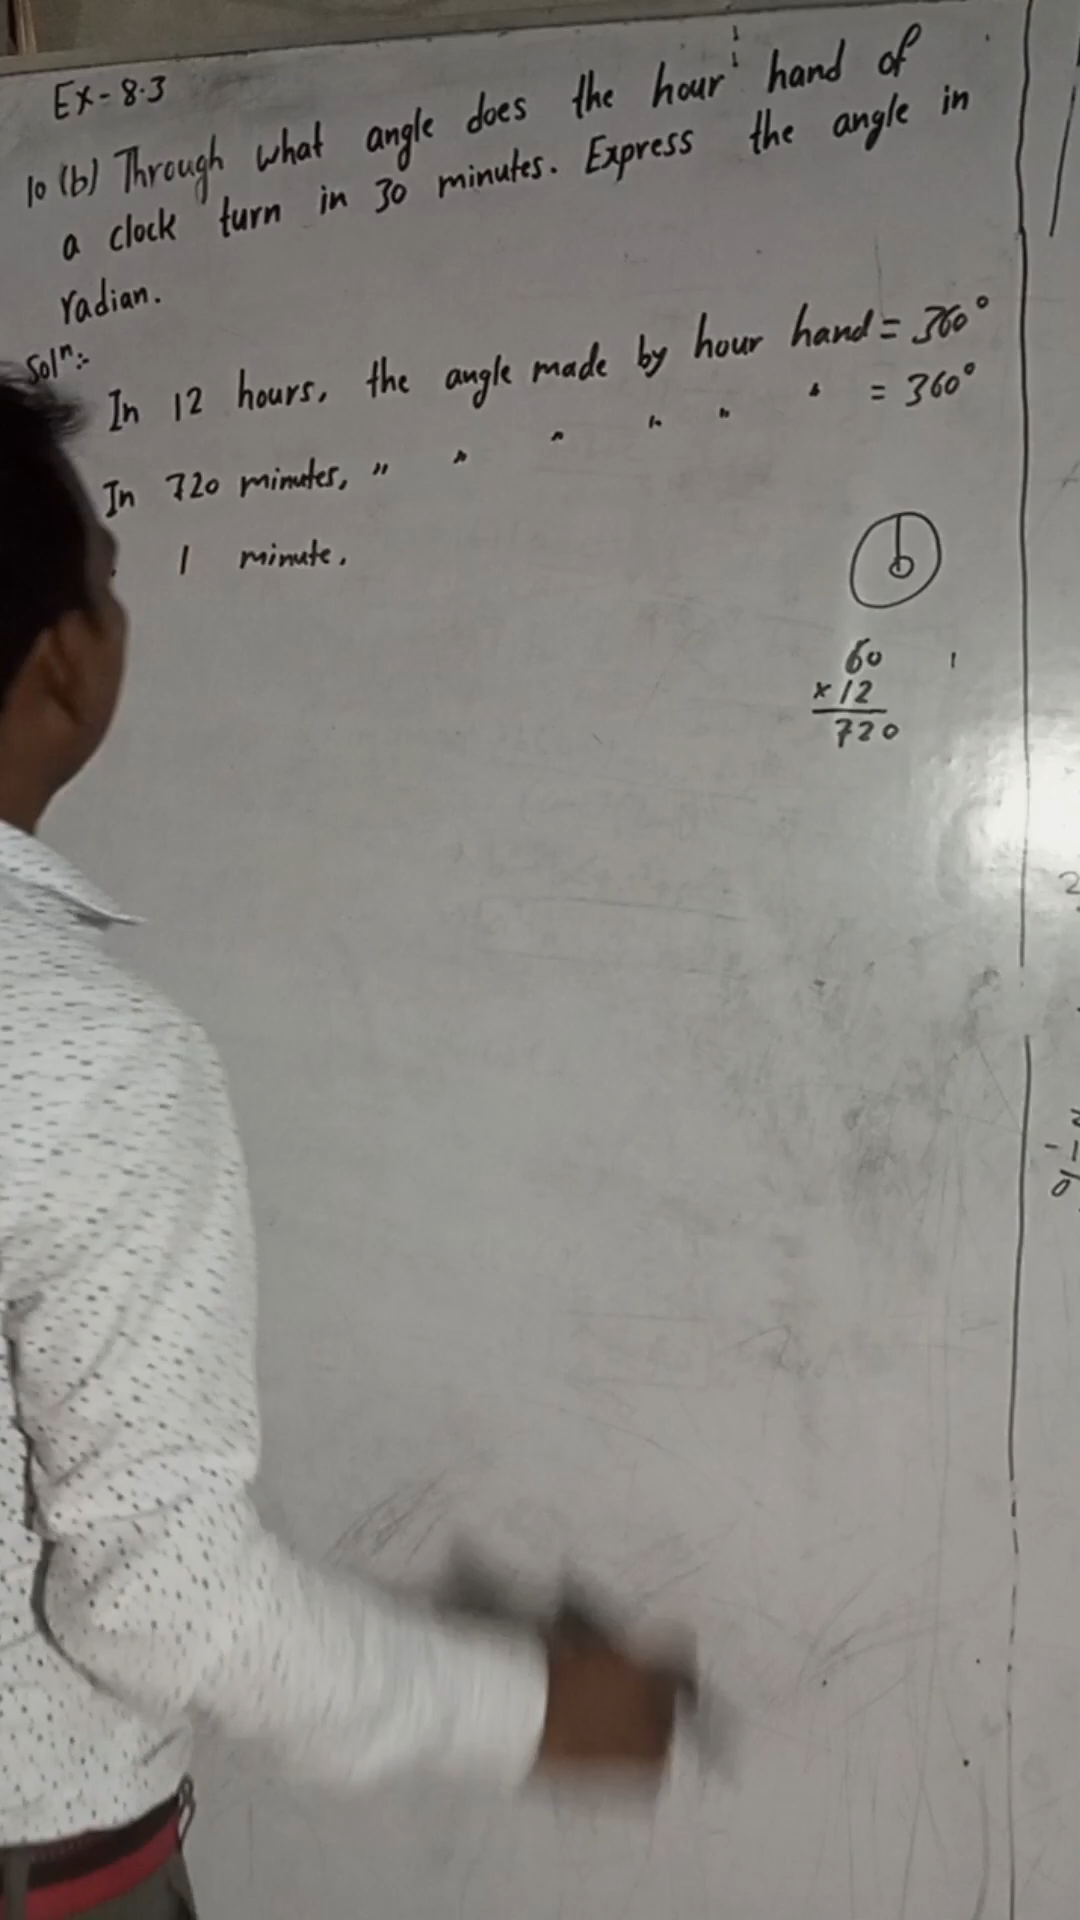 Ex-8.3
10 (b) Through what angle does the hour hand of
a clock turn in 30 minutes. Express the angle in
radian.
Solⁿ:-
In 12 hours, the angle made by hour hand = 360°
In 720 minutes, " " " " " " = 360°
1 minute,
60
× 12
720